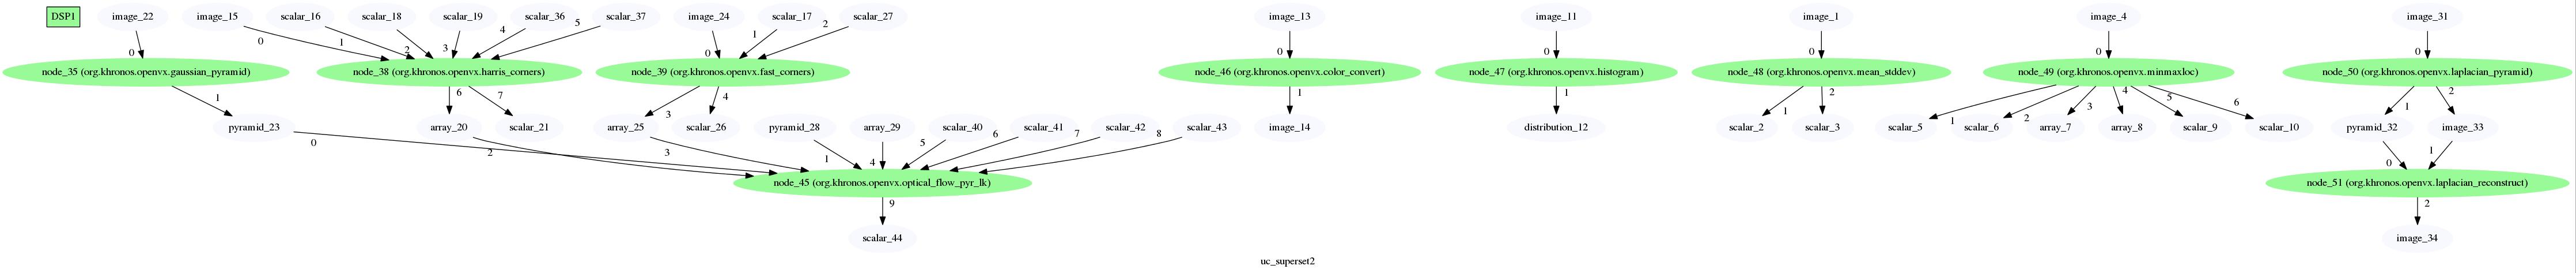 DSP1 image_22 image_15 scalar_16 scalar_18 scalar_19 scalar_36 scalar_37 image_24 scalar_17 scalar_27 image_13 image_11 image_1 image_4 image_31
0 0 1 2 3 4 5 0 1 2 0 0 0 0 0
node_35 (org.khronos.openvx.gaussian_pyramid) node_38 (org.khronos.openvx.harris_corners) node_39 (org.khronos.openvx.fast_corners) node_46 (org.khronos.openvx.color_convert) node_47 (org.khronos.openvx.histogram) node_48 (org.khronos.openvx.mean_stddev) node_49 (org.khronos.openvx.minmaxloc) node_50 (org.khronos.openvx.laplacian_pyramid)
1 6 7 3 4 1 1 1 2 1 2 3 4 5 6 1 2
pyramid_23 array_20 scalar_21 array_25 scalar_26 pyramid_28 array_29 scalar_40 scalar_41 scalar_42 scalar_43 image_14 distribution_12 scalar_2 scalar_3 scalar_5 scalar_6 array_7 array_8 scalar_9 scalar_10 pyramid_32 image_33
0 2 3 1 4 5 6 7 8 0 1
node_45 (org.khronos.openvx.optical_flow_pyr_lk) node_51 (org.khronos.openvx.laplacian_reconstruct)
9 2
scalar_44 image_34
uc_superset2